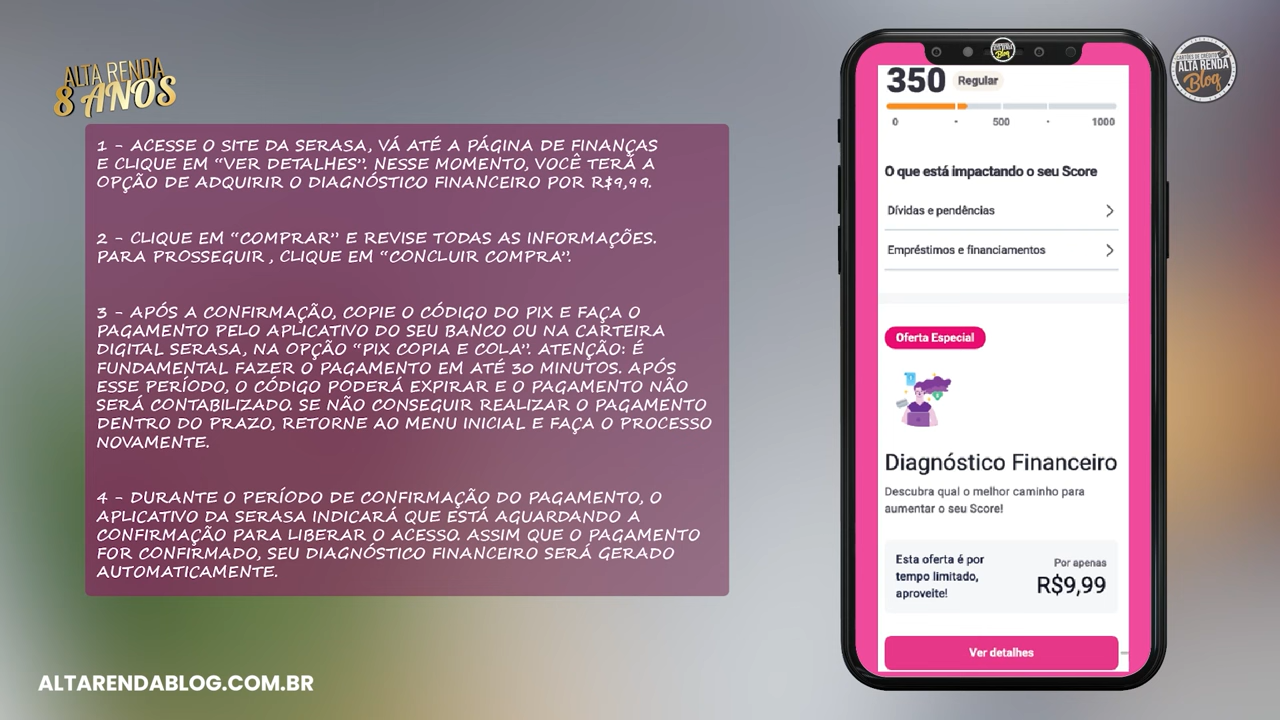 ALTA RENDA
8 ANOS
1 - ACESSE O SITE DA SERASA, VÁ ATÉ A PÁGINA DE FINANÇAS
E CLIQUE EM “VER DETALHES”. NESSE MOMENTO, VOCÊ TERÁ A
OPÇÃO DE ADQUIRIR O DIAGNÓSTICO FINANCEIRO POR R$9,99.
2 - CLIQUE EM “COMPRAR” E REVISE TODAS AS INFORMAÇÕES.
PARA PROSSEGUIR , CLIQUE EM “CONCLUIR COMPRA”.
3 - APÓS A CONFIRMAÇÃO, COPIE O CÓDIGO DO PIX E FAÇA O
PAGAMENTO PELO APLICATIVO DO SEU BANCO OU NA CARTEIRA
DIGITAL SERASA, NA OPÇÃO “PIX COPIA E COLA”. ATENÇÃO: É
FUNDAMENTAL FAZER O PAGAMENTO EM ATÉ 30 MINUTOS. APÓS
ESSE PERÍODO, O CÓDIGO PODERÁ EXPIRAR E O PAGAMENTO NÃO
SERÁ CONTABILIZADO. SE NÃO CONSEGUIR REALIZAR O PAGAMENTO
DENTRO DO PRAZO, RETORNE AO MENU INICIAL E FAÇA O PROCESSO
NOVAMENTE.
4 - DURANTE O PERÍODO DE CONFIRMAÇÃO DO PAGAMENTO, O
APLICATIVO DA SERASA INDICARÁ QUE ESTÁ AGUARDANDO A
CONFIRMAÇÃO PARA LIBERAR O ACESSO. ASSIM QUE O PAGAMENTO
FOR CONFIRMADO, SEU DIAGNÓSTICO FINANCEIRO SERÁ GERADO
AUTOMATICAMENTE.
ALTARENDABLOG.COM.BR
350 Regular
0 500 1000
O que está impactando o seu Score
Dívidas e pendências
Empréstimos e financiamentos
Oferta Especial
Diagnóstico Financeiro
Descubra qual o melhor caminho para
aumentar o seu Score!
Esta oferta é por
tempo limitado,
aproveite!
Por apenas
R$9,99
Ver detalhes
CARTÕES DE CRÉDITO
ALTA RENDA
Blog